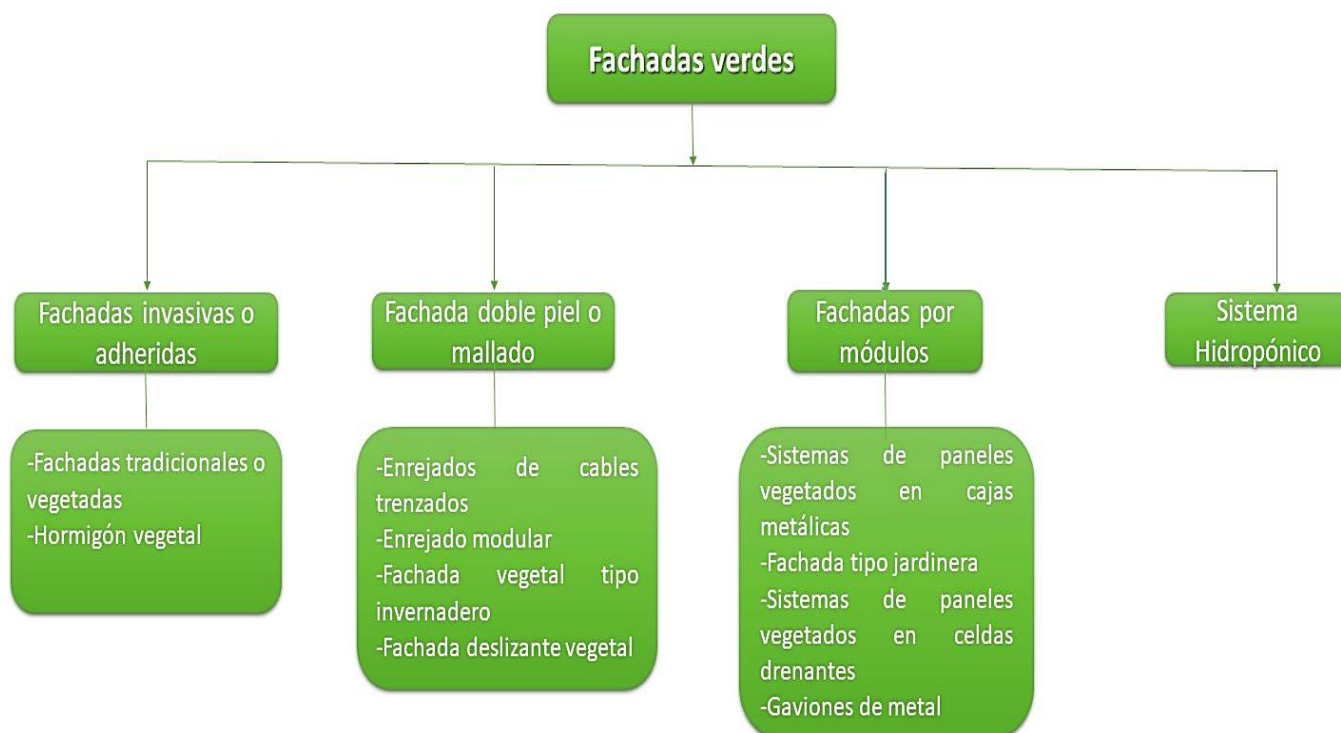 Fachadas verdes
Fachadas invasivas o
adheridas
Fachada doble piel o
mallado
Fachadas por
módulos
Sistema
Hidropónico
-Fachadas tradicionales o
vegetadas
-Hormigón vegetal
-Enrejados de cables
trenzados
-Enrejado modular
-Fachada vegetal tipo
invernadero
-Fachada deslizante vegetal
-Sistemas de paneles
vegetados en cajas
metálicas
-Fachada tipo jardinera
-Sistemas de paneles
vegetados en celdas
drenantes
-Gaviones de metal